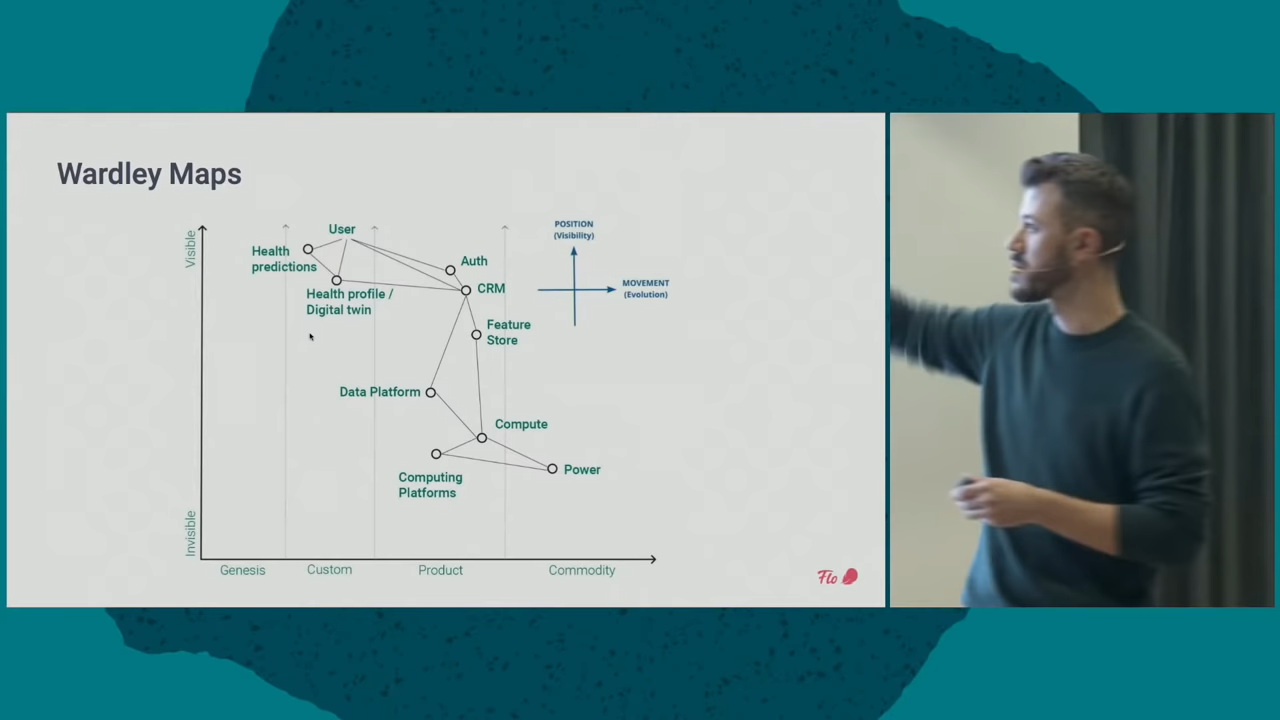 Wardley Maps
Visible
User
Health
predictions
Health profile /
Digital twin
Auth
CRM
Feature
Store
Data Platform
Compute
Computing
Platforms
Power
POSITION
(Visibility)
MOVEMENT
(Evolution)
Invisible
Genesis
Custom
Product
Commodity
Flo